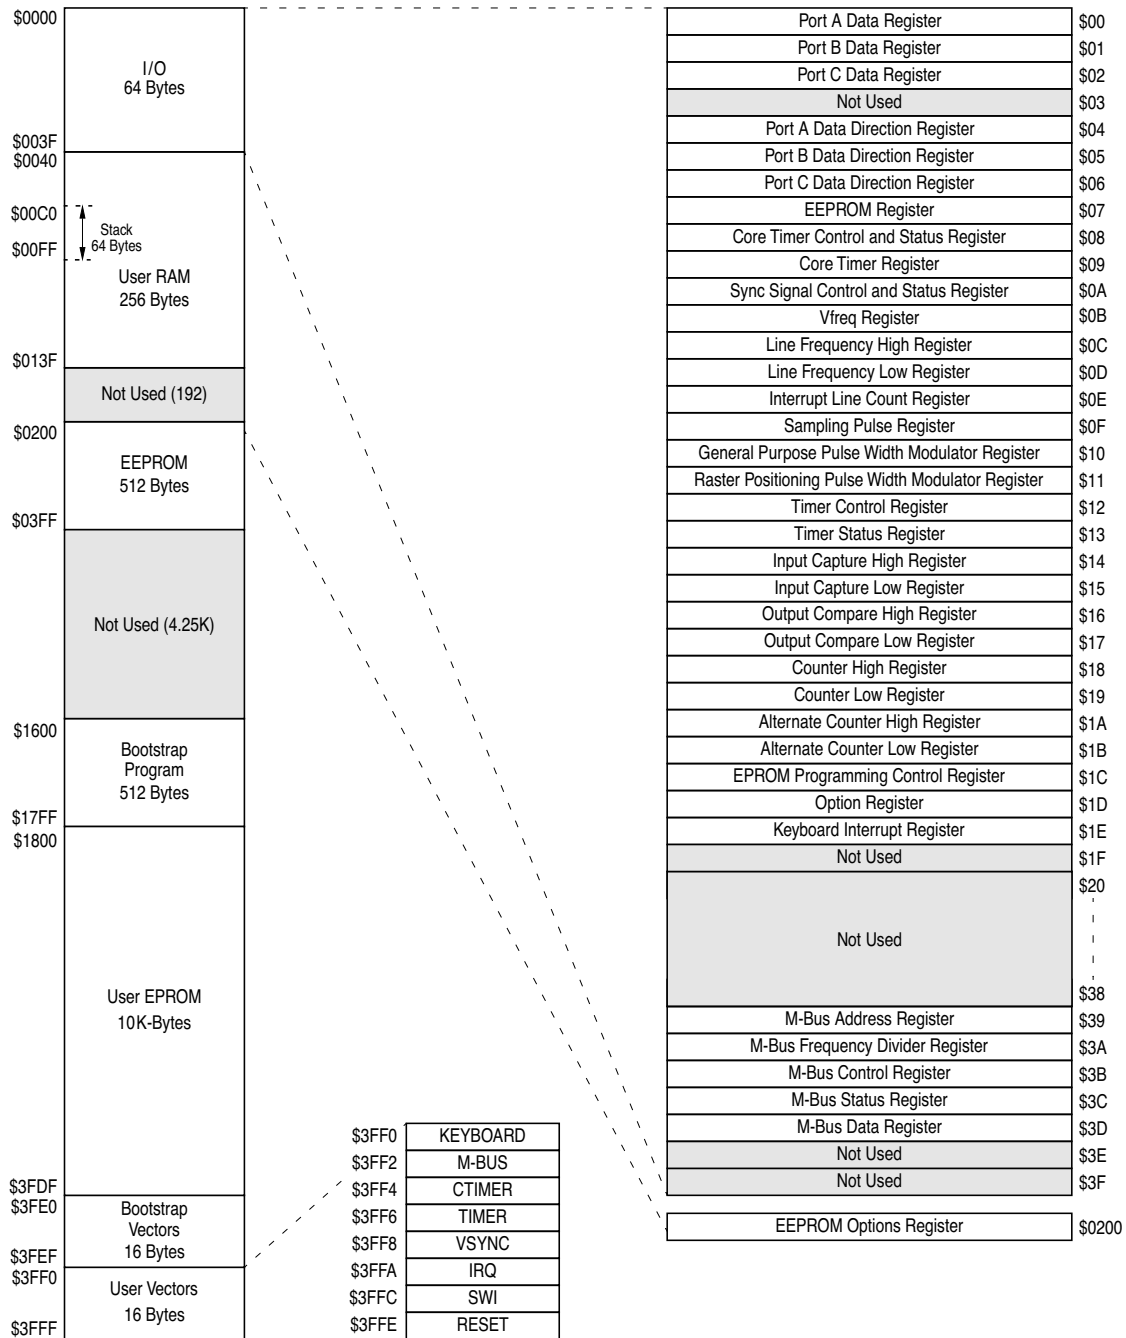 $0000
I/O
64 Bytes
$003F
$0040
$00C0
Stack
64 Bytes
$00FF
User RAM
256 Bytes
$013F
Not Used (192)
$0200
EEPROM
512 Bytes
$03FF
Not Used (4.25K)
$1600
Bootstrap
Program
512 Bytes
$17FF
$1800
User EPROM
10K-Bytes
$3FDF
$3FE0
Bootstrap
Vectors
16 Bytes
$3FEF
$3FF0
User Vectors
16 Bytes
$3FFF
$3FF0 KEYBOARD
$3FF2 M-BUS
$3FF4 CTIMER
$3FF6 TIMER
$3FF8 VSYNC
$3FFA IRQ
$3FFC SWI
$3FFE RESET
Port A Data Register $00
Port B Data Register $01
Port C Data Register $02
Not Used $03
Port A Data Direction Register $04
Port B Data Direction Register $05
Port C Data Direction Register $06
EEPROM Register $07
Core Timer Control and Status Register $08
Core Timer Register $09
Sync Signal Control and Status Register $0A
Vfreq Register $0B
Line Frequency High Register $0C
Line Frequency Low Register $0D
Interrupt Line Count Register $0E
Sampling Pulse Register $0F
General Purpose Pulse Width Modulator Register $10
Raster Positioning Pulse Width Modulator Register $11
Timer Control Register $12
Timer Status Register $13
Input Capture High Register $14
Input Capture Low Register $15
Output Compare High Register $16
Output Compare Low Register $17
Counter High Register $18
Counter Low Register $19
Alternate Counter High Register $1A
Alternate Counter Low Register $1B
EPROM Programming Control Register $1C
Option Register $1D
Keyboard Interrupt Register $1E
Not Used $1F
$20
Not Used
$38
M-Bus Address Register $39
M-Bus Frequency Divider Register $3A
M-Bus Control Register $3B
M-Bus Status Register $3C
M-Bus Data Register $3D
Not Used $3E
Not Used $3F
EEPROM Options Register $0200